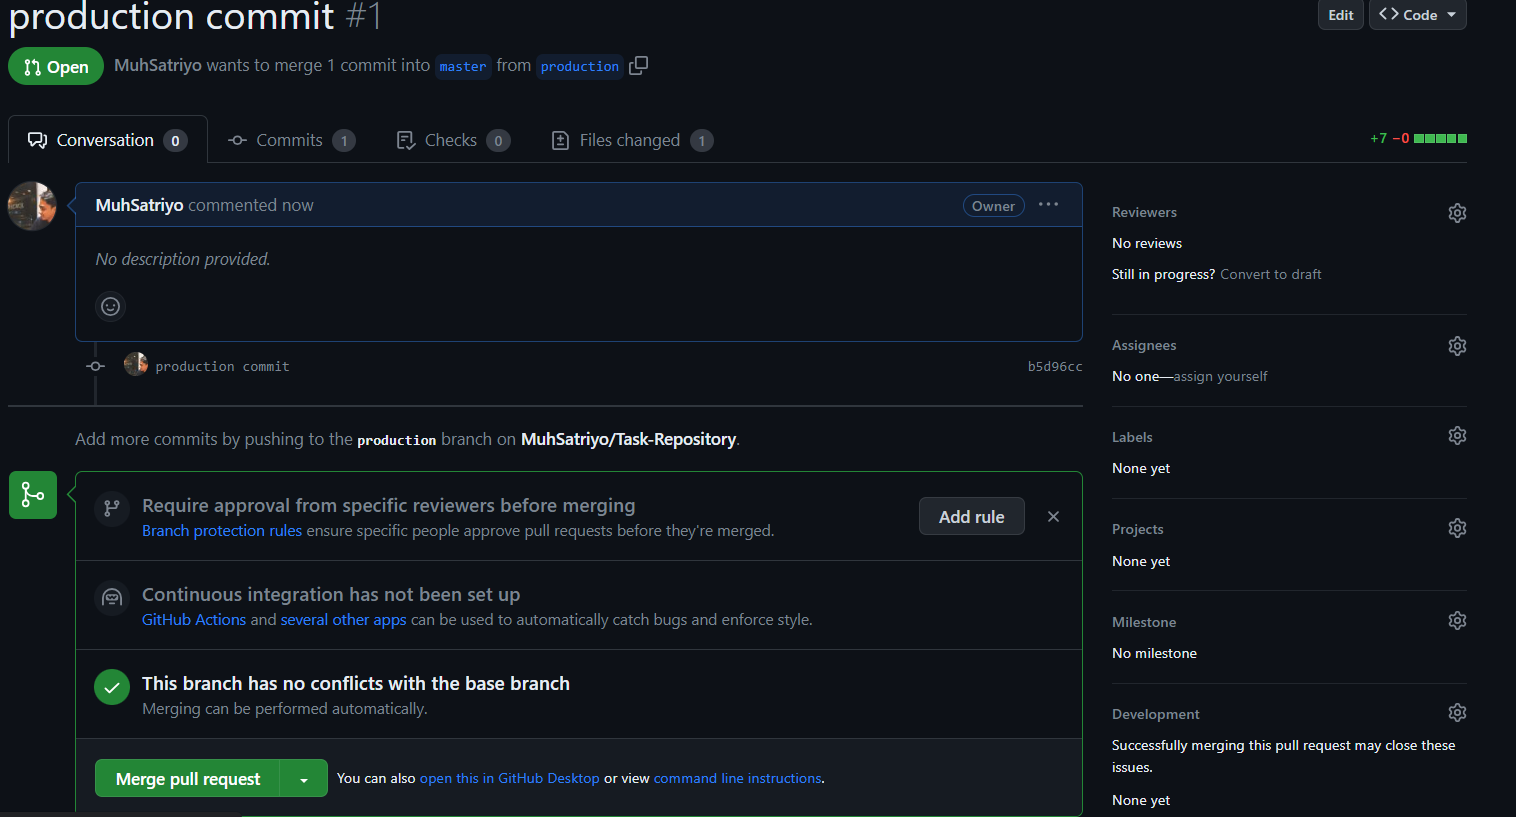 production commit #1
Edit
<> Code
Open
MuhSatriyo wants to merge 1 commit into master from production
Conversation 0
Commits 1
Checks 0
Files changed 1
+7 −0
MuhSatriyo commented now
Owner
No description provided.
production commit
b5d96cc
Add more commits by pushing to the production branch on MuhSatriyo/Task-Repository.
Require approval from specific reviewers before merging
Branch protection rules ensure specific people approve pull requests before they're merged.
Add rule
Continuous integration has not been set up
GitHub Actions and several other apps can be used to automatically catch bugs and enforce style.
This branch has no conflicts with the base branch
Merging can be performed automatically.
Merge pull request
You can also open this in GitHub Desktop or view command line instructions.
Reviewers
No reviews
Still in progress? Convert to draft
Assignees
No one—assign yourself
Labels
None yet
Projects
None yet
Milestone
No milestone
Development
Successfully merging this pull request may close these
issues.
None yet